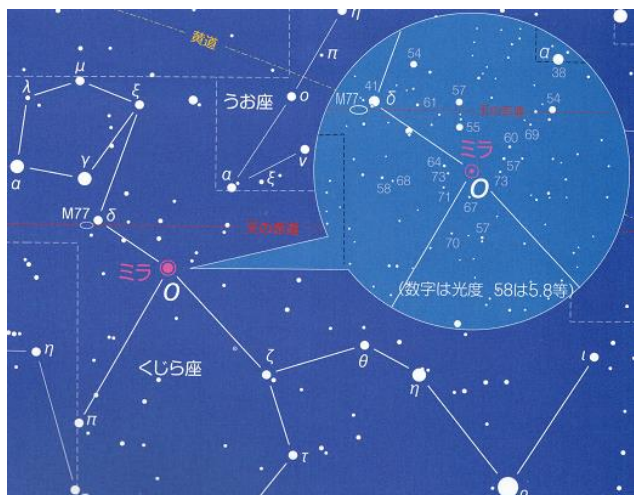 黄道
η
π
ο
うお座
α
ξ
ν
λ
μ
ξ
γ
α
M77
δ
天の赤道
ミラ
ο
くじら座
η
π
ζ
θ
η
τ
ι
54
α
38
41
M77
δ
61
57
54
天の赤道
55
69
60
ミラ
64
57
58
68
73
73
ο
71
67
57
70
(数字は光度 58は5.8等)